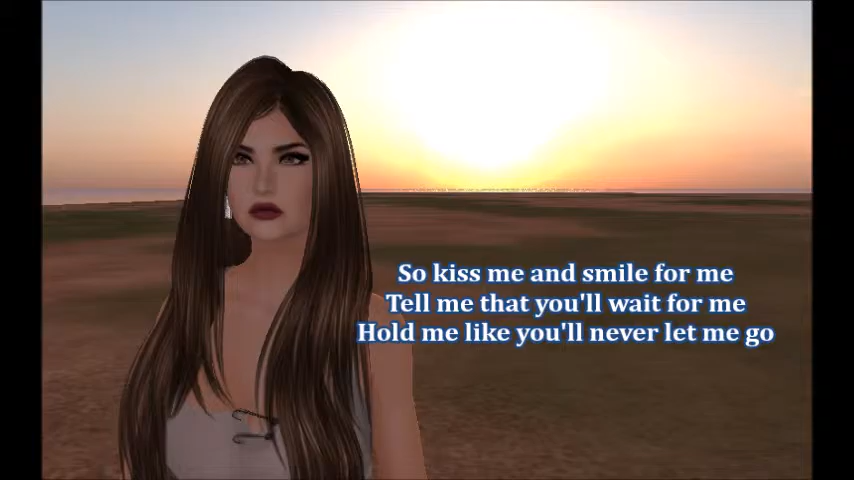 So kiss me and smile for me
Tell me that you'll wait for me
Hold me like you'll never let me go